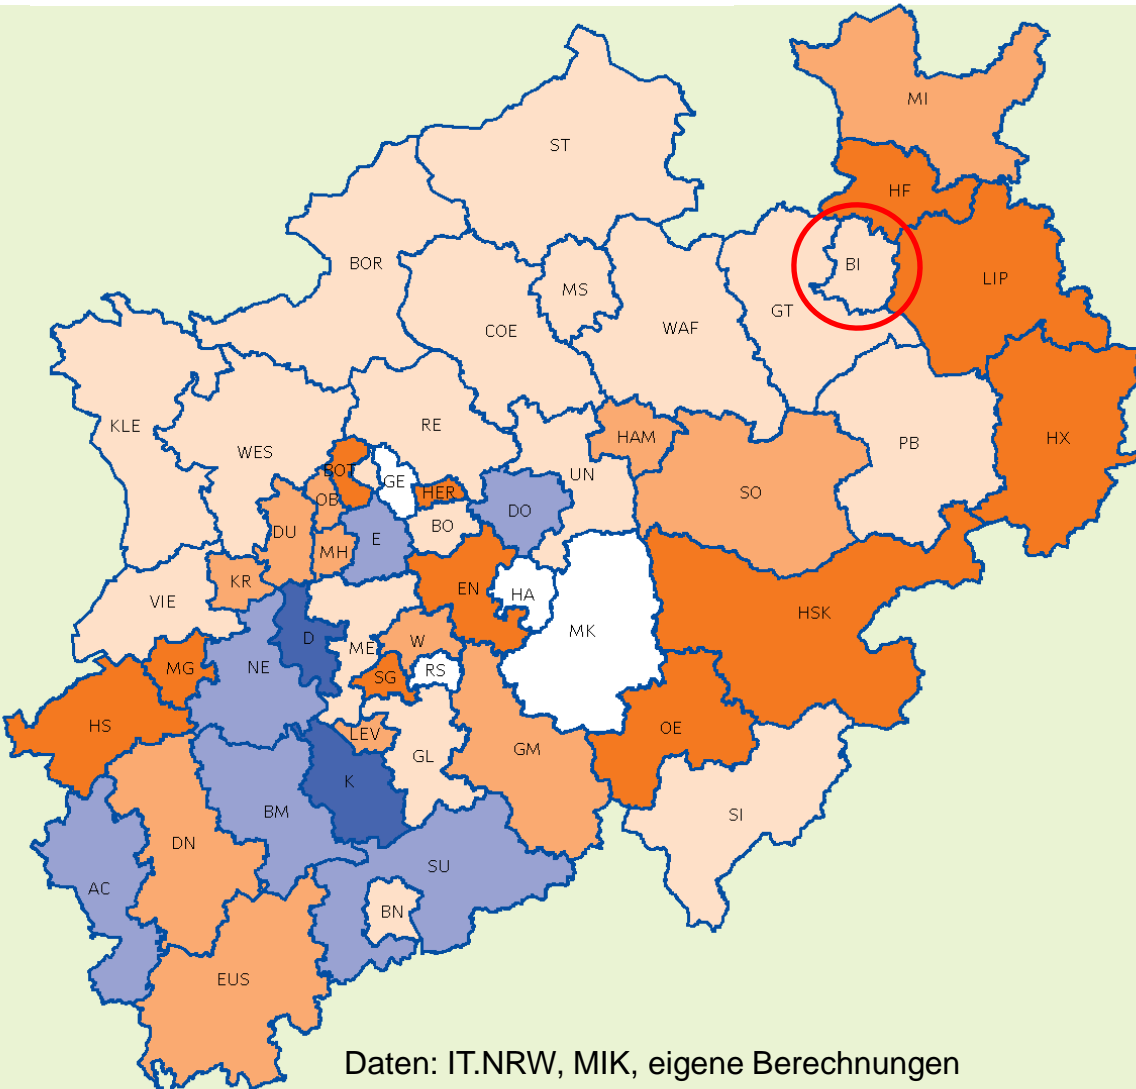 MI
ST
HF
BOR
BI
LIP
MS
GT
COE
WAF
KLE
RE
HAM
HX
PB
WES
BOT
GE
UN
HER
SO
OB
DO
BO
DU
E
MH
KR
EN
HA
VIE
HSK
MK
D
W
ME
MG
NE
SG
RS
HS
OE
LEV
GM
GL
K
BM
SI
DN
SU
AC
BN
EUS
Daten: IT.NRW, MIK, eigene Berechnungen